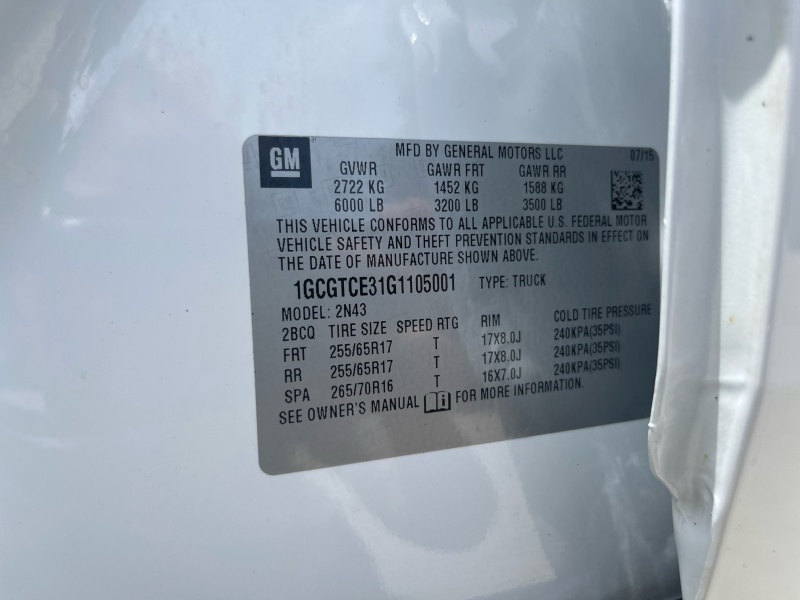 GM
MFD BY GENERAL MOTORS LLC 07/15
GVWR GAWR FRT GAWR RR
2722 KG 1452 KG 1588 KG
6000 LB 3200 LB 3500 LB
THIS VEHICLE CONFORMS TO ALL APPLICABLE U.S. FEDERAL MOTOR
VEHICLE SAFETY AND THEFT PREVENTION STANDARDS IN EFFECT ON
THE DATE OF MANUFACTURE SHOWN ABOVE.
1GCGTCE31G1105001 TYPE: TRUCK
MODEL: 2N43
2BCQ TIRE SIZE SPEED RTG RIM COLD TIRE PRESSURE
FRT 255/65R17 T 17X8.0J 240KPA(35PSI)
RR 255/65R17 T 17X8.0J 240KPA(35PSI)
SPA 265/70R16 T 16X7.0J 240KPA(35PSI)
SEE OWNER'S MANUAL FOR MORE INFORMATION.